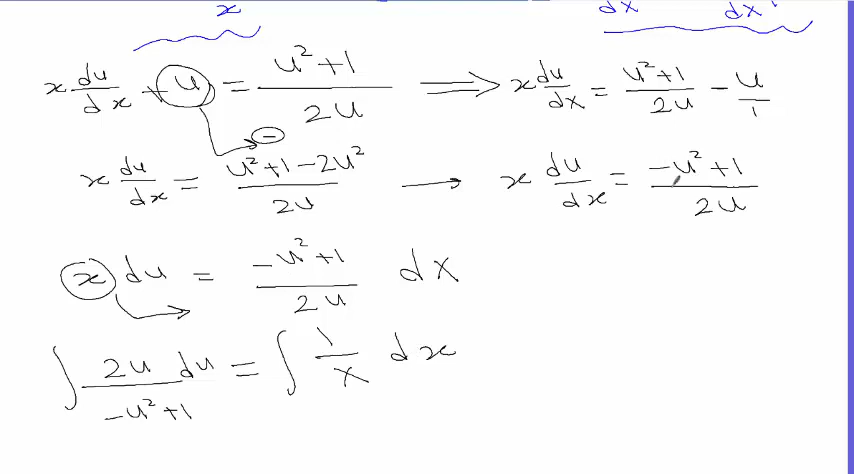 x dx dx
x du/dx + u = (u²+1)/2u ⟹ x du/dx = (u²+1)/2u − u/1
−
x du/dx = (u²+1−2u²)/2u → x du/dx = (−u²+1)/2u
x du = (−u²+1)/2u dx
∫ 2u du/(−u²+1) = ∫ 1/x dx